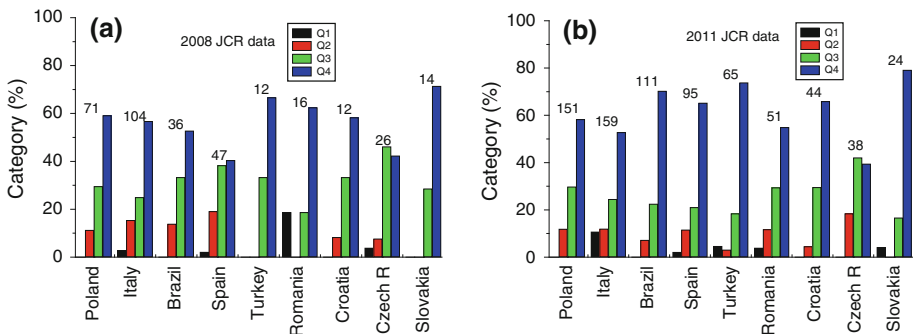 (a)
2008 JCR data
Q1
Q2
Q3
Q4
Category (%)
100
80
60
40
20
0
71
104
36
47
12
16
12
26
14
Poland
Italy
Brazil
Spain
Turkey
Romania
Croatia
Czech R
Slovakia
(b)
2011 JCR data
Q1
Q2
Q3
Q4
Category (%)
100
80
60
40
20
0
151
159
111
95
65
51
44
38
24
Poland
Italy
Brazil
Spain
Turkey
Romania
Croatia
Czech R
Slovakia